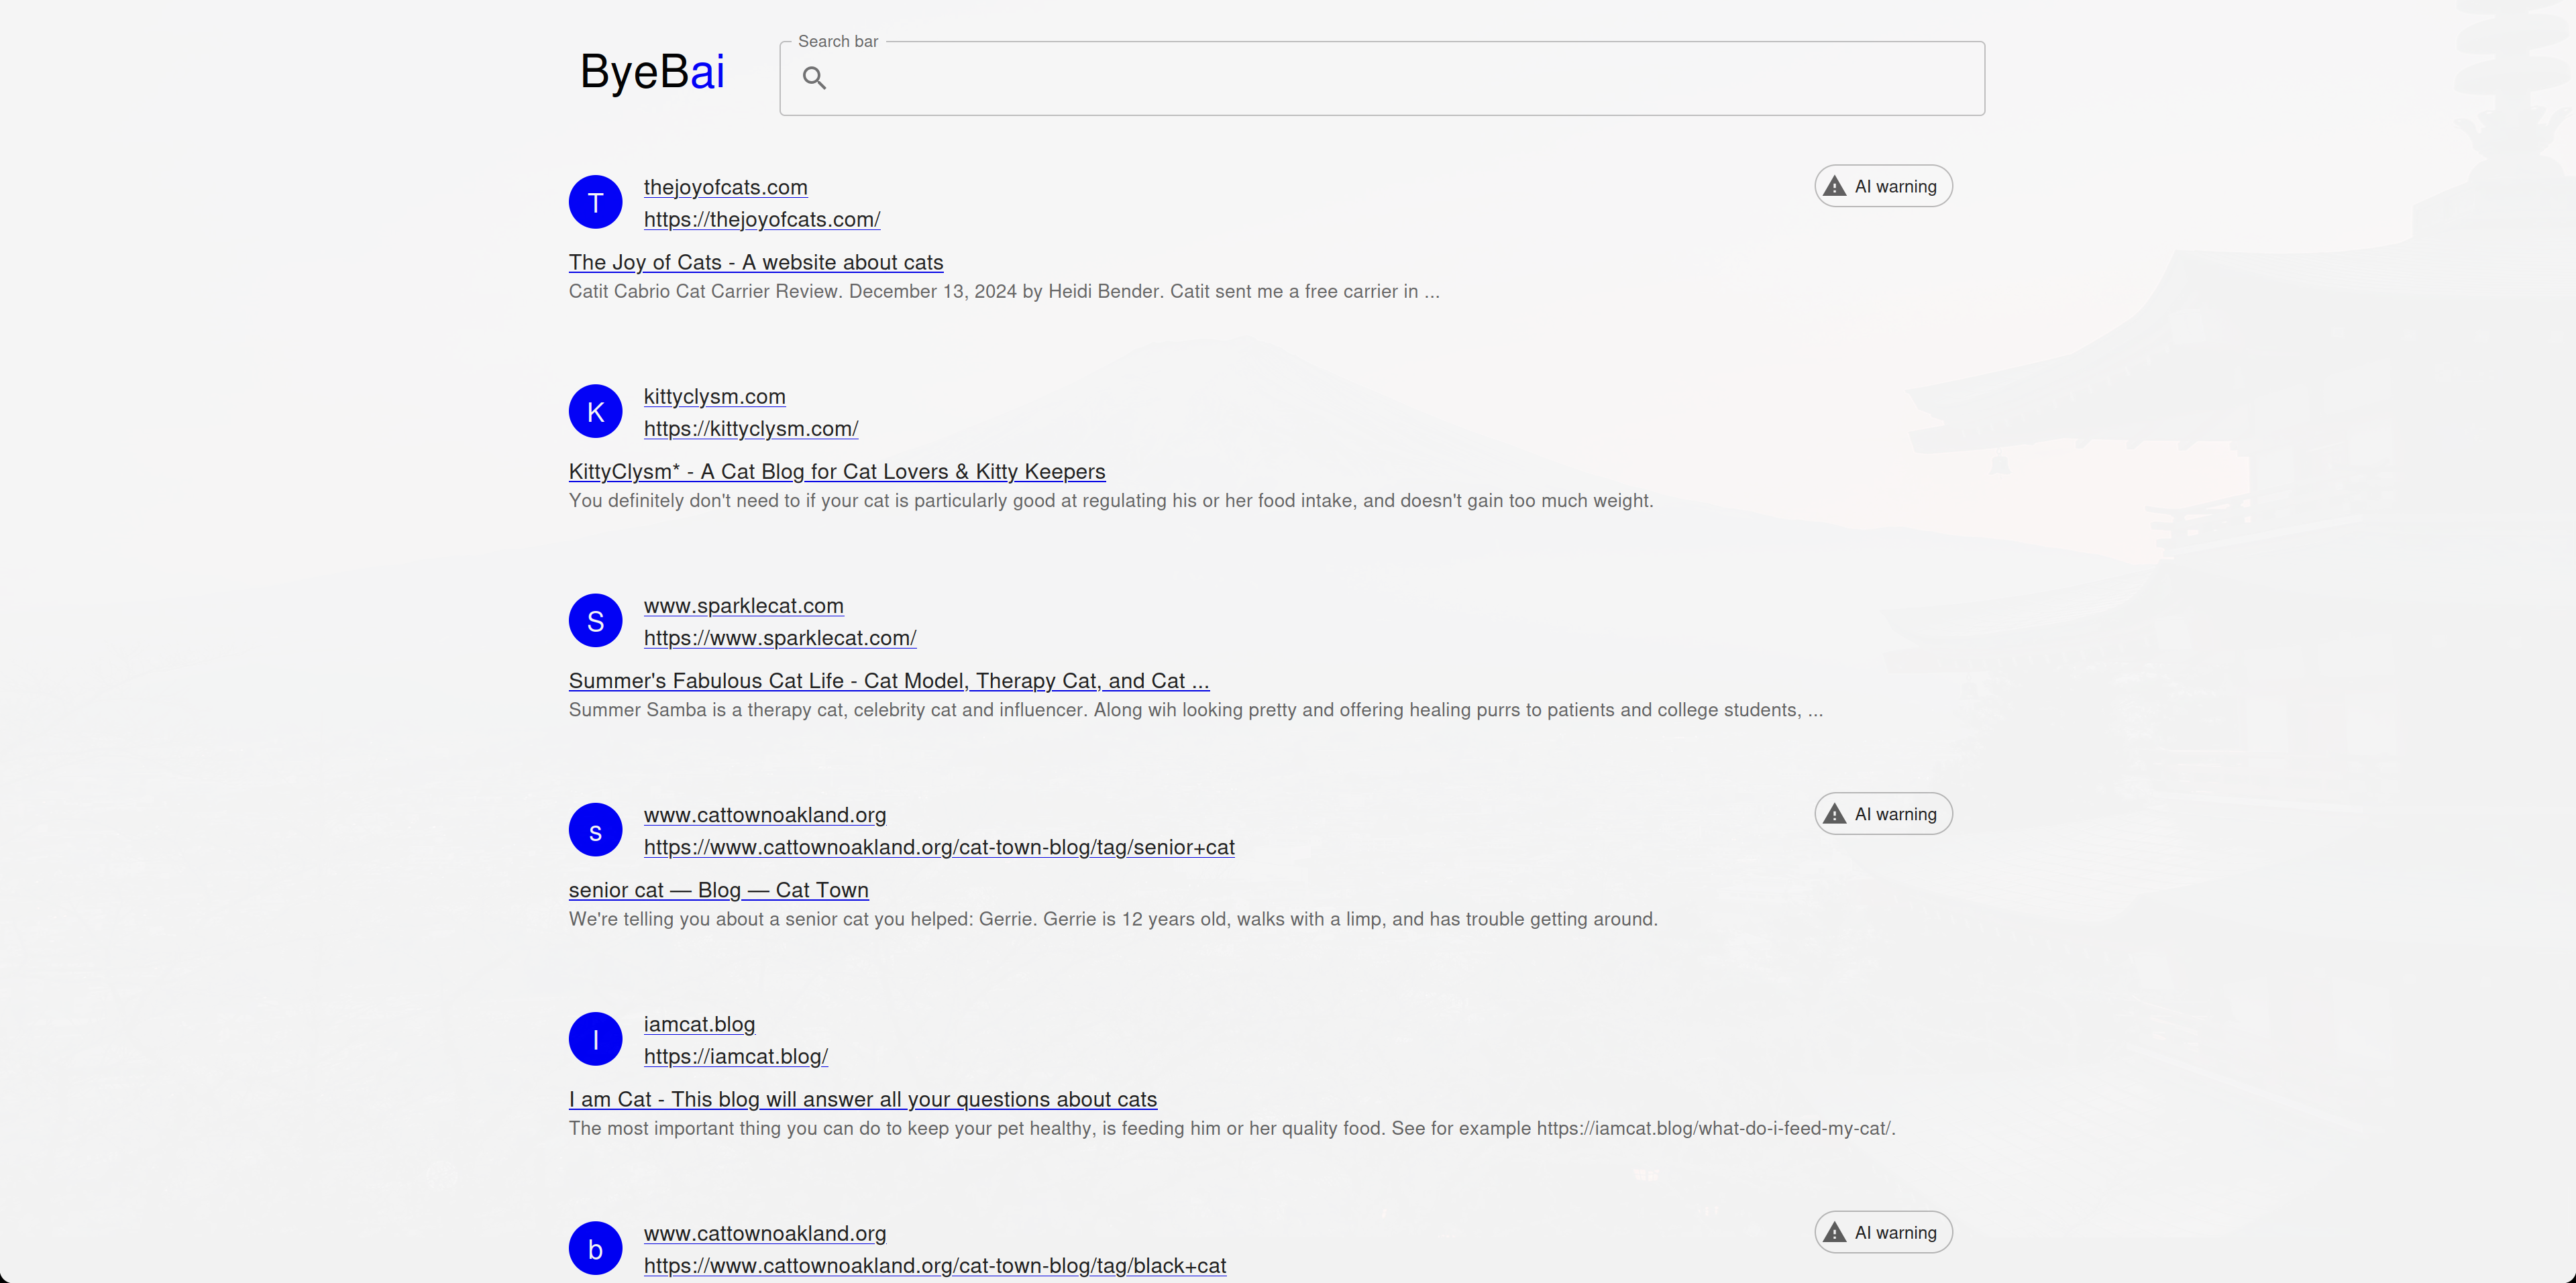 ByeBai
Search bar
T
thejoyofcats.com
AI warning
https://thejoyofcats.com/
The Joy of Cats - A website about cats
Catit Cabrio Cat Carrier Review. December 13, 2024 by Heidi Bender. Catit sent me a free carrier in ...
K
kittyclysm.com
https://kittyclysm.com/
KittyClysm* - A Cat Blog for Cat Lovers & Kitty Keepers
You definitely don't need to if your cat is particularly good at regulating his or her food intake, and doesn't gain too much weight.
S
www.sparklecat.com
https://www.sparklecat.com/
Summer's Fabulous Cat Life - Cat Model, Therapy Cat, and Cat ...
Summer Samba is a therapy cat, celebrity cat and influencer. Along wih looking pretty and offering healing purrs to patients and college students, ...
s
www.cattownoakland.org
AI warning
https://www.cattownoakland.org/cat-town-blog/tag/senior+cat
senior cat — Blog — Cat Town
We're telling you about a senior cat you helped: Gerrie. Gerrie is 12 years old, walks with a limp, and has trouble getting around.
I
iamcat.blog
https://iamcat.blog/
I am Cat - This blog will answer all your questions about cats
The most important thing you can do to keep your pet healthy, is feeding him or her quality food. See for example https://iamcat.blog/what-do-i-feed-my-cat/.
b
www.cattownoakland.org
AI warning
https://www.cattownoakland.org/cat-town-blog/tag/black+cat